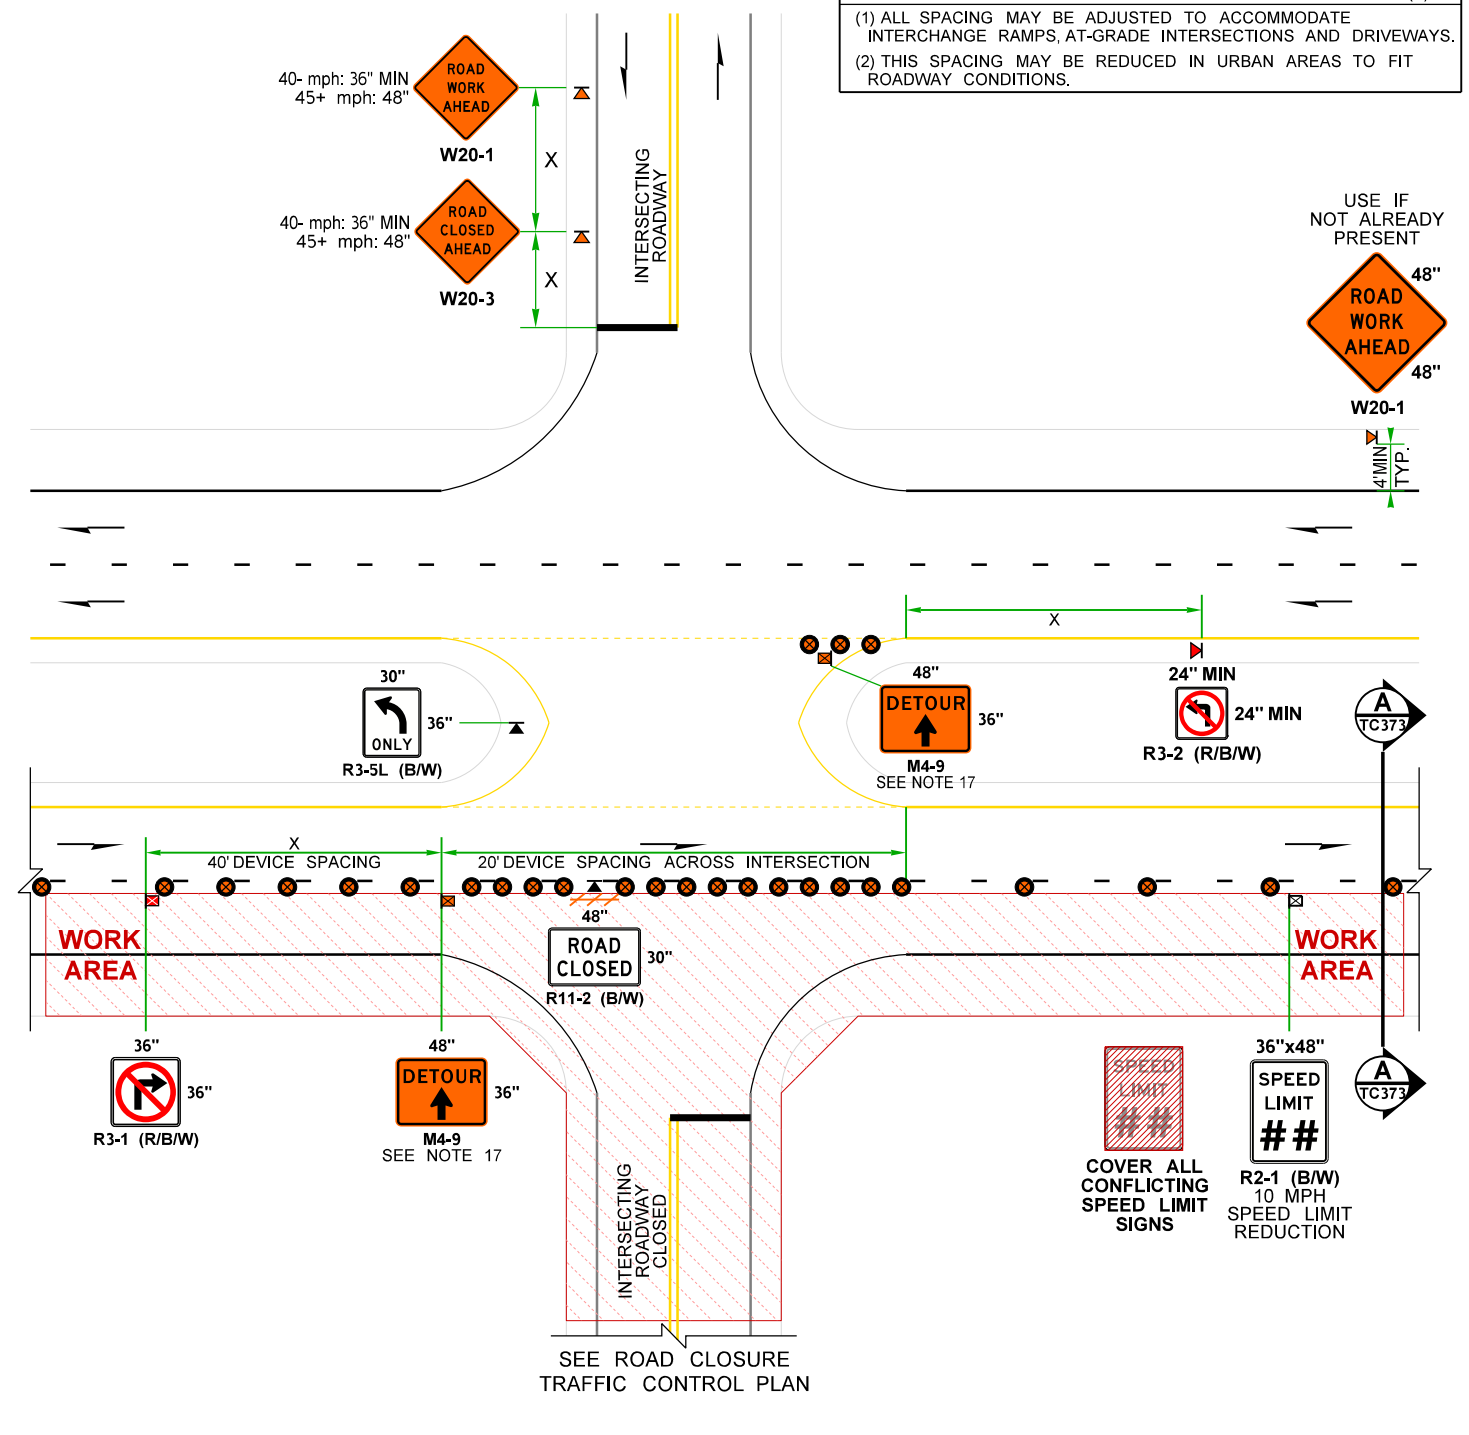 (1) ALL SPACING MAY BE ADJUSTED TO ACCOMMODATE
INTERCHANGE RAMPS, AT-GRADE INTERSECTIONS AND DRIVEWAYS.
(2) THIS SPACING MAY BE REDUCED IN URBAN AREAS TO FIT
ROADWAY CONDITIONS.
40- mph: 36" MIN
45+ mph: 48"
ROAD
WORK
AHEAD
W20-1
X
40- mph: 36" MIN
45+ mph: 48"
ROAD
CLOSED
AHEAD
W20-3
X
INTERSECTING
ROADWAY
USE IF
NOT ALREADY
PRESENT
48"
ROAD
WORK
AHEAD
48"
W20-1
4'MIN
TYP.
X
30"
ONLY
36"
R3-5L (B/W)
48"
DETOUR
36"
M4-9
SEE NOTE 17
24" MIN
24" MIN
R3-2 (R/B/W)
A
TC373
X
40' DEVICE SPACING
20' DEVICE SPACING ACROSS INTERSECTION
WORK
AREA
48"
ROAD
CLOSED
30"
R11-2 (B/W)
WORK
AREA
36"
36"
R3-1 (R/B/W)
48"
DETOUR
36"
M4-9
SEE NOTE 17
SPEED
LIMIT
##
COVER ALL
CONFLICTING
SPEED LIMIT
SIGNS
36"x48"
SPEED
LIMIT
##
R2-1 (B/W)
10 MPH
SPEED LIMIT
REDUCTION
A
TC373
INTERSECTING
ROADWAY
CLOSED
SEE ROAD CLOSURE
TRAFFIC CONTROL PLAN